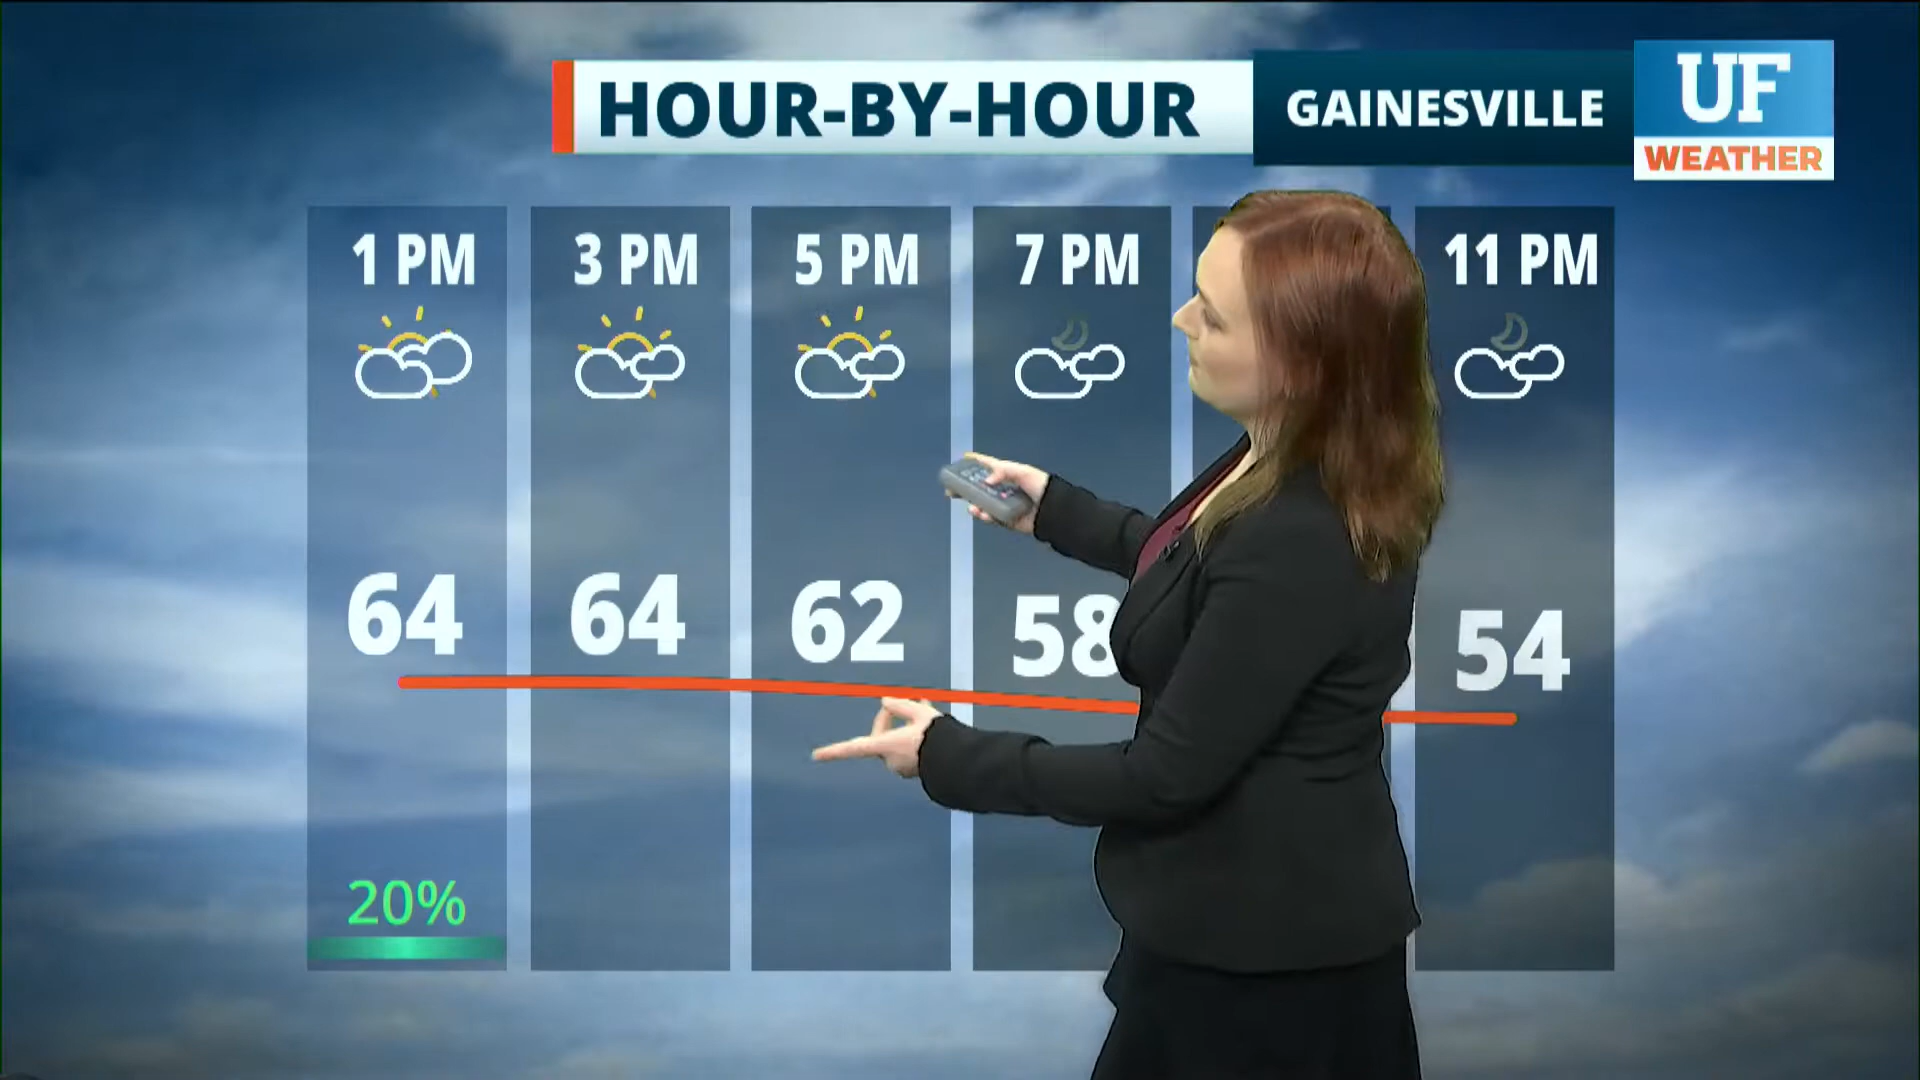 HOUR-BY-HOUR
GAINESVILLE
UF
WEATHER
1 PM
3 PM
5 PM
7 PM
11 PM
64
64
62
58
54
20%